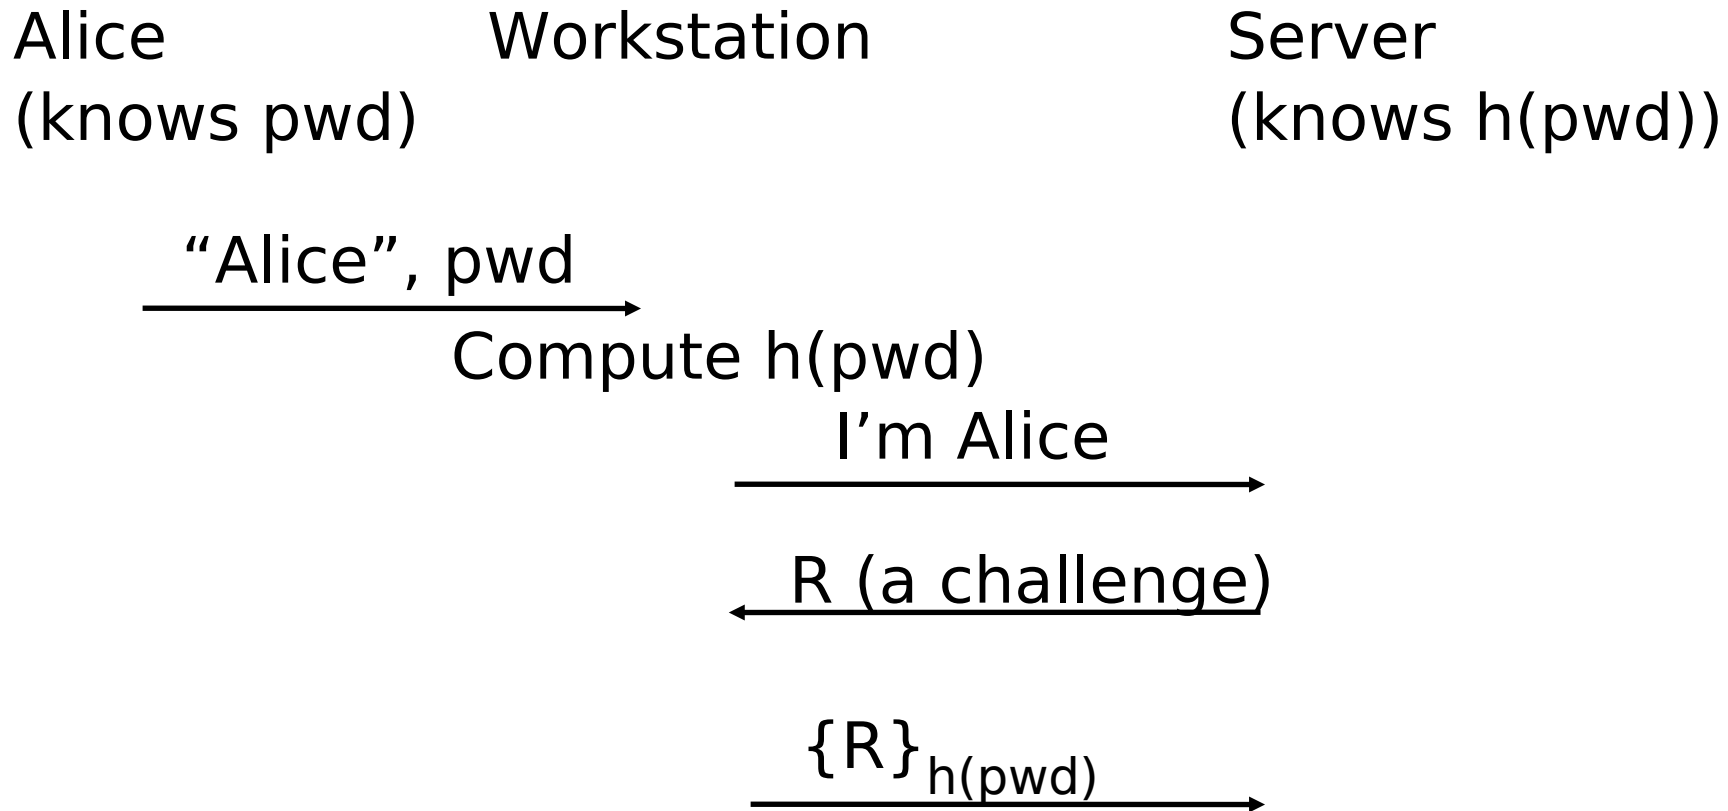 Alice Workstation Server
(knows pwd) (knows h(pwd))
“Alice”, pwd
Compute h(pwd)
I’m Alice
R (a challenge)
{R}h(pwd)